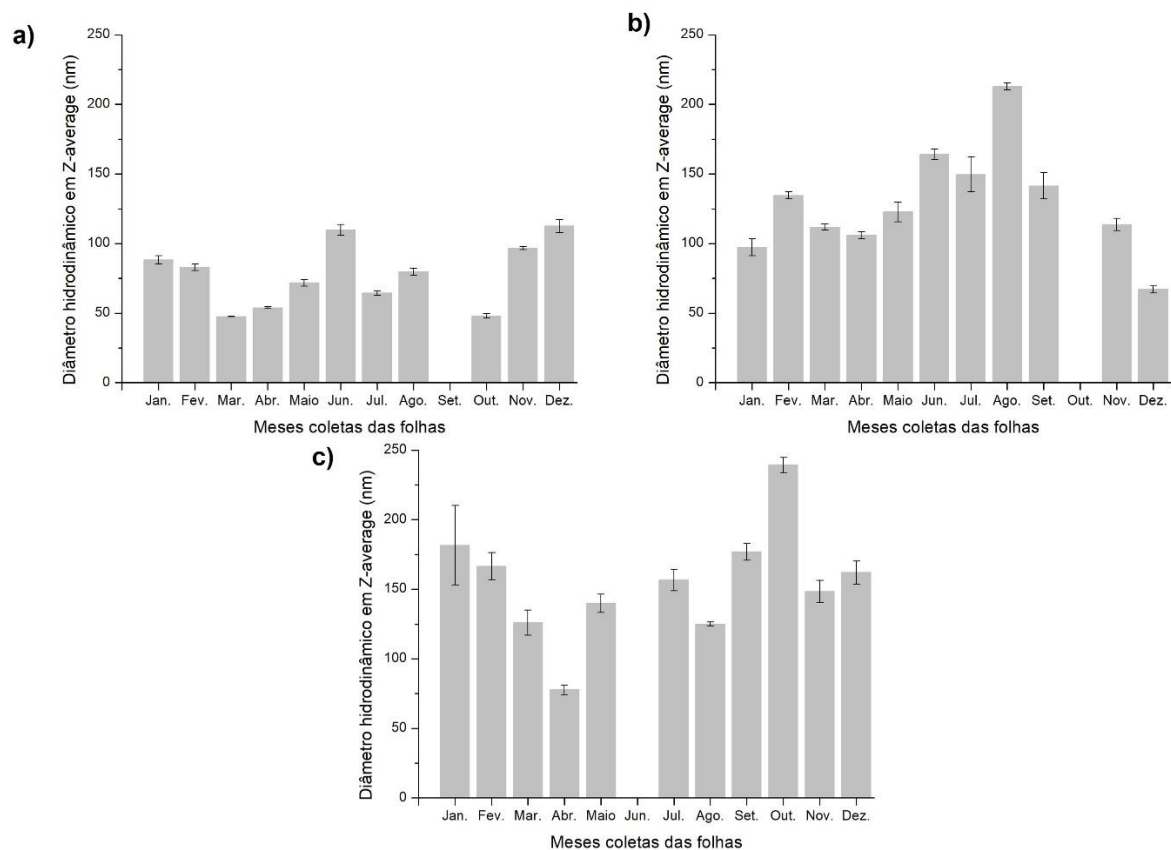 a)
Diâmetro hidrodinâmico em Z-average (nm)
250
200
150
100
50
0
Jan. Fev. Mar. Abr. Maio Jun. Jul. Ago. Set. Out. Nov. Dez.
Meses coletas das folhas
b)
Diâmetro hidrodinâmico em Z-average (nm)
250
200
150
100
50
0
Jan. Fev. Mar. Abr. Maio Jun. Jul. Ago. Set. Out. Nov. Dez.
Meses coletas das folhas
c)
Diâmetro hidrodinâmico em Z-average (nm)
250
200
150
100
50
0
Jan. Fev. Mar. Abr. Maio Jun. Jul. Ago. Set. Out. Nov. Dez.
Meses coletas das folhas